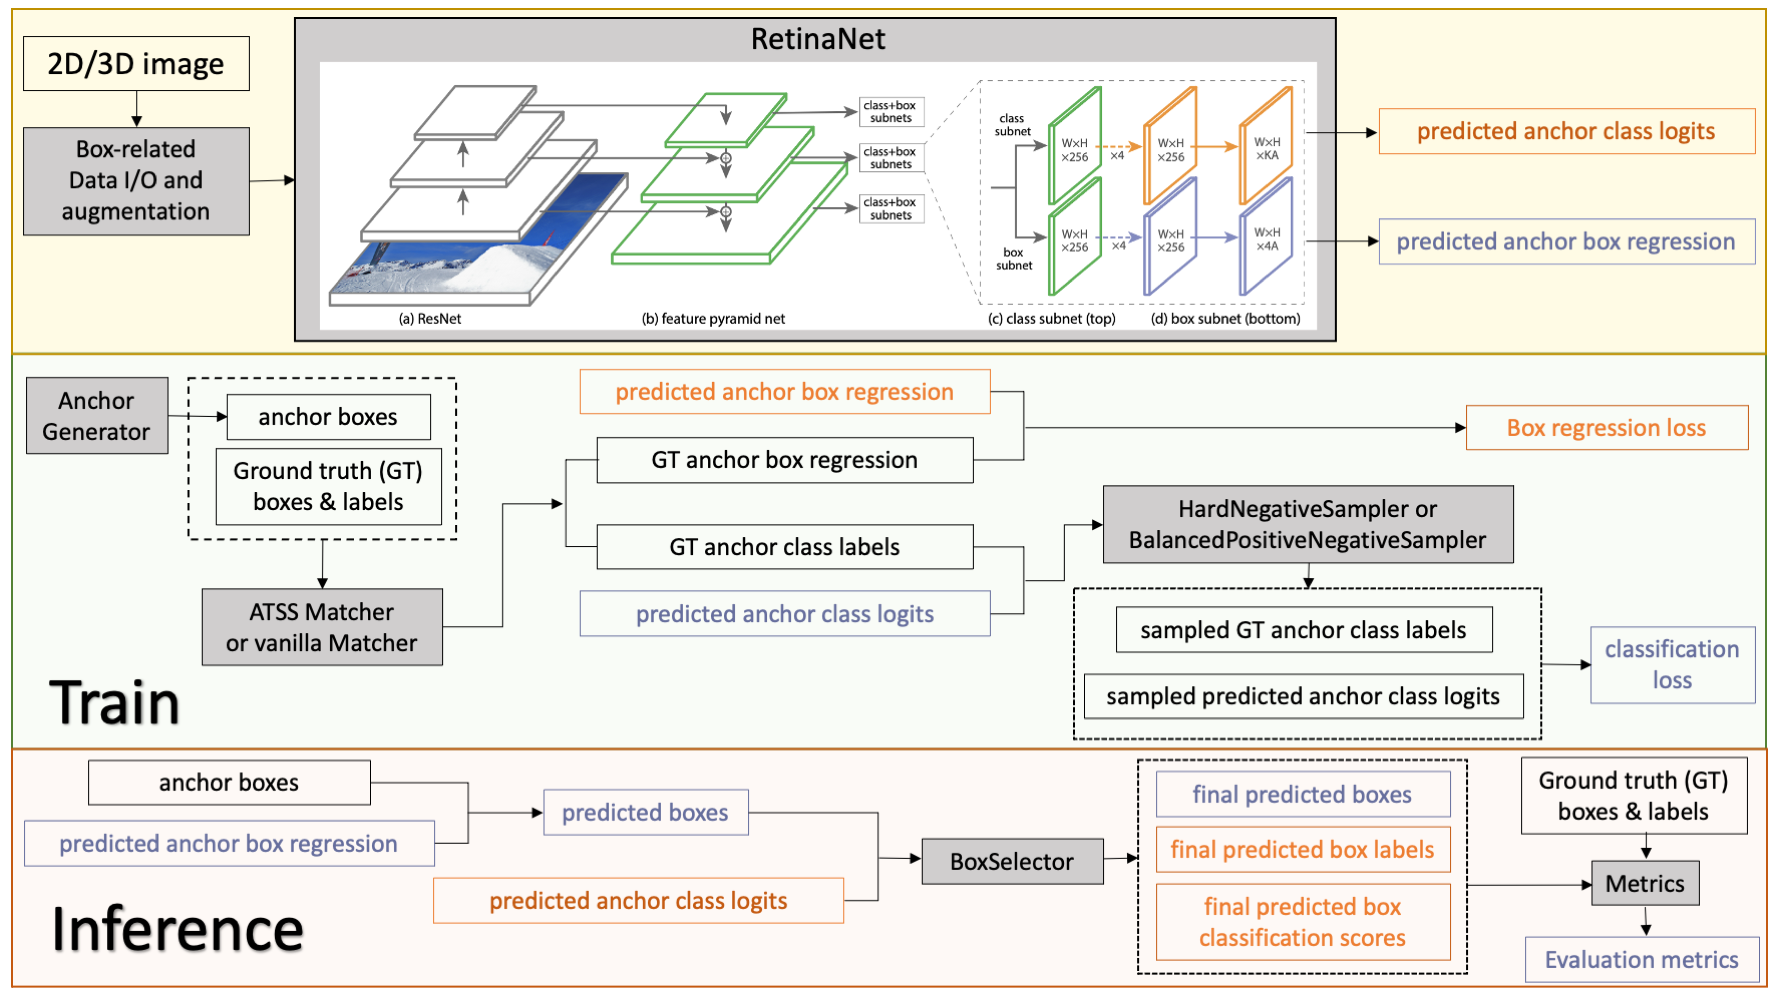 RetinaNet
2D/3D image
Box-related
Data I/O and
augmentation
class+box
subnets
class+box
subnets
class+box
subnets
class
subnet
W×H
×256
×4
W×H
×256
W×H
×KA
box
subnet
W×H
×256
×4
W×H
×256
W×H
×4A
(a) ResNet
(b) feature pyramid net
(c) class subnet (top)
(d) box subnet (bottom)
predicted anchor class logits
predicted anchor box regression
Anchor
Generator
anchor boxes
Ground truth (GT)
boxes & labels
ATSS Matcher
or vanilla Matcher
predicted anchor box regression
GT anchor box regression
GT anchor class labels
predicted anchor class logits
Box regression loss
HardNegativeSampler or
BalancedPositiveNegativeSampler
sampled GT anchor class labels
sampled predicted anchor class logits
classification
loss
Train
anchor boxes
predicted anchor box regression
predicted boxes
predicted anchor class logits
BoxSelector
final predicted boxes
final predicted box labels
final predicted box
classification scores
Ground truth (GT)
boxes & labels
Metrics
Evaluation metrics
Inference